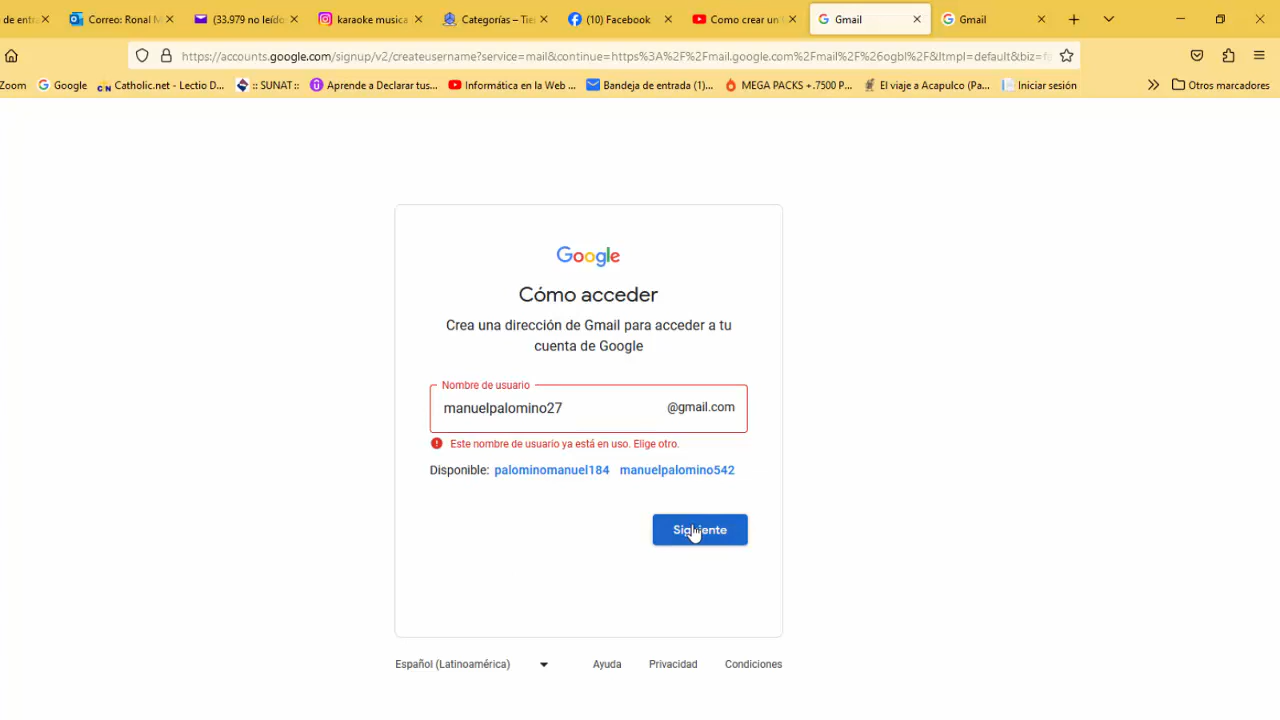 de entra
Correo: Ronal M
(33.979 no leído:
karaoke musica
Categorías – Tie
(10) Facebook
Como crear un
Gmail
Gmail
https://accounts.google.com/signup/v2/createusername?service=mail&continue=https%3A%2F%2Fmail.google.com%2Fmail%2F%26ogbl%2F&ltmpl=default&biz=f
Zoom
Google
Catholic.net - Lectio D...
:: SUNAT ::
Aprende a Declarar tus...
Informática en la Web ...
Bandeja de entrada (1)...
MEGA PACKS +.7500 P...
El viaje a Acapulco (Pa...
Iniciar sesión
Otros marcadores
Google
Cómo acceder
Crea una dirección de Gmail para acceder a tu
cuenta de Google
Nombre de usuario
manuelpalomino27 @gmail.com
Este nombre de usuario ya está en uso. Elige otro.
Disponible: palominomanuel184 manuelpalomino542
Siguiente
Español (Latinoamérica) Ayuda Privacidad Condiciones